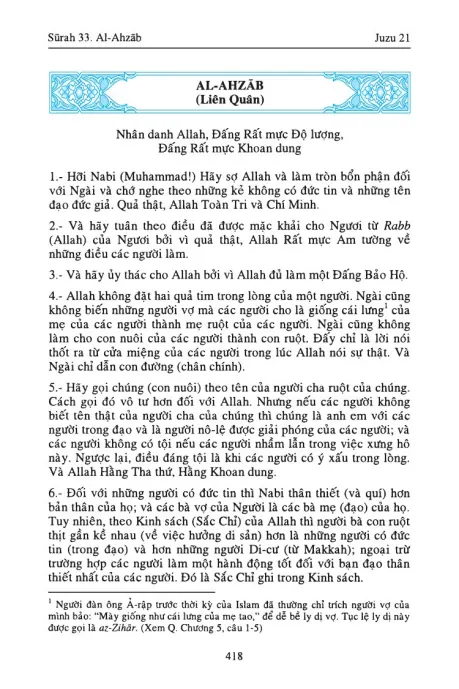 Sūrah 33. Al-Ahzāb Juzu 21
AL-AHZĀB
(Liên Quân)
Nhân danh Allah, Đấng Rất mực Độ lượng,
Đấng Rất mực Khoan dung
1.- Hỡi Nabi (Muhammad!) Hãy sợ Allah và làm tròn bổn phận đối
với Ngài và chớ nghe theo những kẻ không có đức tin và những tên
đạo đức giả. Quả thật, Allah Toàn Tri và Chí Minh.
2.- Và hãy tuân theo điều đã được mặc khải cho Ngươi từ Rabb
(Allah) của Ngươi bởi vì quả thật, Allah Rất mực Am tường về
những điều các người làm.
3.- Và hãy ủy thác cho Allah bởi vì Allah đủ làm một Đấng Bảo Hộ.
4.- Allah không đặt hai quả tim trong lòng của một người. Ngài cũng
không biến những người vợ mà các người cho là giống cái lưng¹ của
mẹ của các người thành mẹ ruột của các người. Ngài cũng không
làm cho con nuôi của các người thành con ruột. Đấy chỉ là lời nói
thốt ra từ cửa miệng của các người trong lúc Allah nói sự thật. Và
Ngài chỉ dẫn con đường (chân chính).
5.- Hãy gọi chúng (con nuôi) theo tên của người cha ruột của chúng.
Cách gọi đó vô tư hơn đối với Allah. Nhưng nếu các người không
biết tên thật của người cha của chúng thì chúng là anh em với các
người trong đạo và là người nô-lệ được giải phóng của các người; và
các người không có tội nếu các người nhầm lẫn trong việc xưng hô
này. Ngược lại, điều đáng tội là khi các người có ý xấu trong lòng.
Và Allah Hằng Tha thứ, Hằng Khoan dung.
6.- Đối với những người có đức tin thì Nabi thân thiết (và quí) hơn
bản thân của họ; và các bà vợ của Người là các bà mẹ (đạo) của họ.
Tuy nhiên, theo Kinh sách (Sắc Chỉ) của Allah thì người bà con ruột
thịt gần kề nhau (về việc hưởng di sản) hơn là những người có đức
tin (trong đạo) và hơn những người Di-cư (từ Makkah); ngoại trừ
trường hợp các người làm một hành động tốt đối với bạn đạo thân
thiết nhất của các người. Đó là Sắc Chỉ ghi trong Kinh sách.
¹ Người đàn ông Ả-rập trước thời kỳ của Islam đã thường chỉ trích người vợ của
mình bảo: “Mày giống như cái lưng của mẹ tao,” để dễ bề ly dị vợ. Tục lệ ly dị này
được gọi là az-Zihār. (Xem Q. Chương 5, câu 1-5)
418